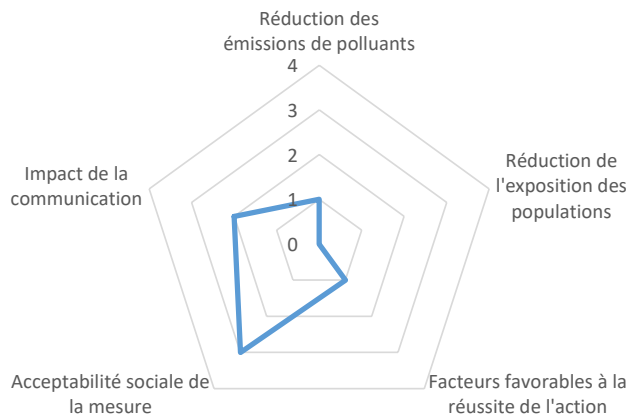 Réduction des
émissions de polluants
4
3
2
1
0
Réduction de
l'exposition des
populations
Impact de la
communication
Acceptabilité sociale de
la mesure
Facteurs favorables à la
réussite de l'action